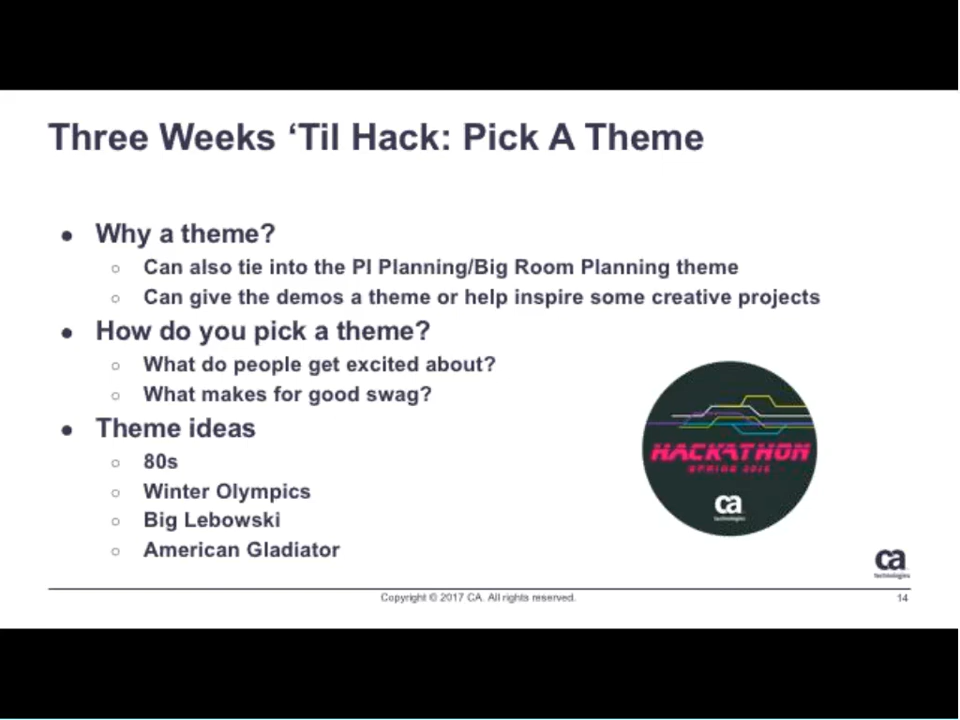 Three Weeks ‘Til Hack: Pick A Theme
● Why a theme?
○ Can also tie into the PI Planning/Big Room Planning theme
○ Can give the demos a theme or help inspire some creative projects
● How do you pick a theme?
○ What do people get excited about?
○ What makes for good swag?
● Theme ideas
○ 80s
○ Winter Olympics
○ Big Lebowski
○ American Gladiator
HACKATHON
SPRING
ca
technologies
ca
technologies
Copyright © 2017 CA. All rights reserved.
14